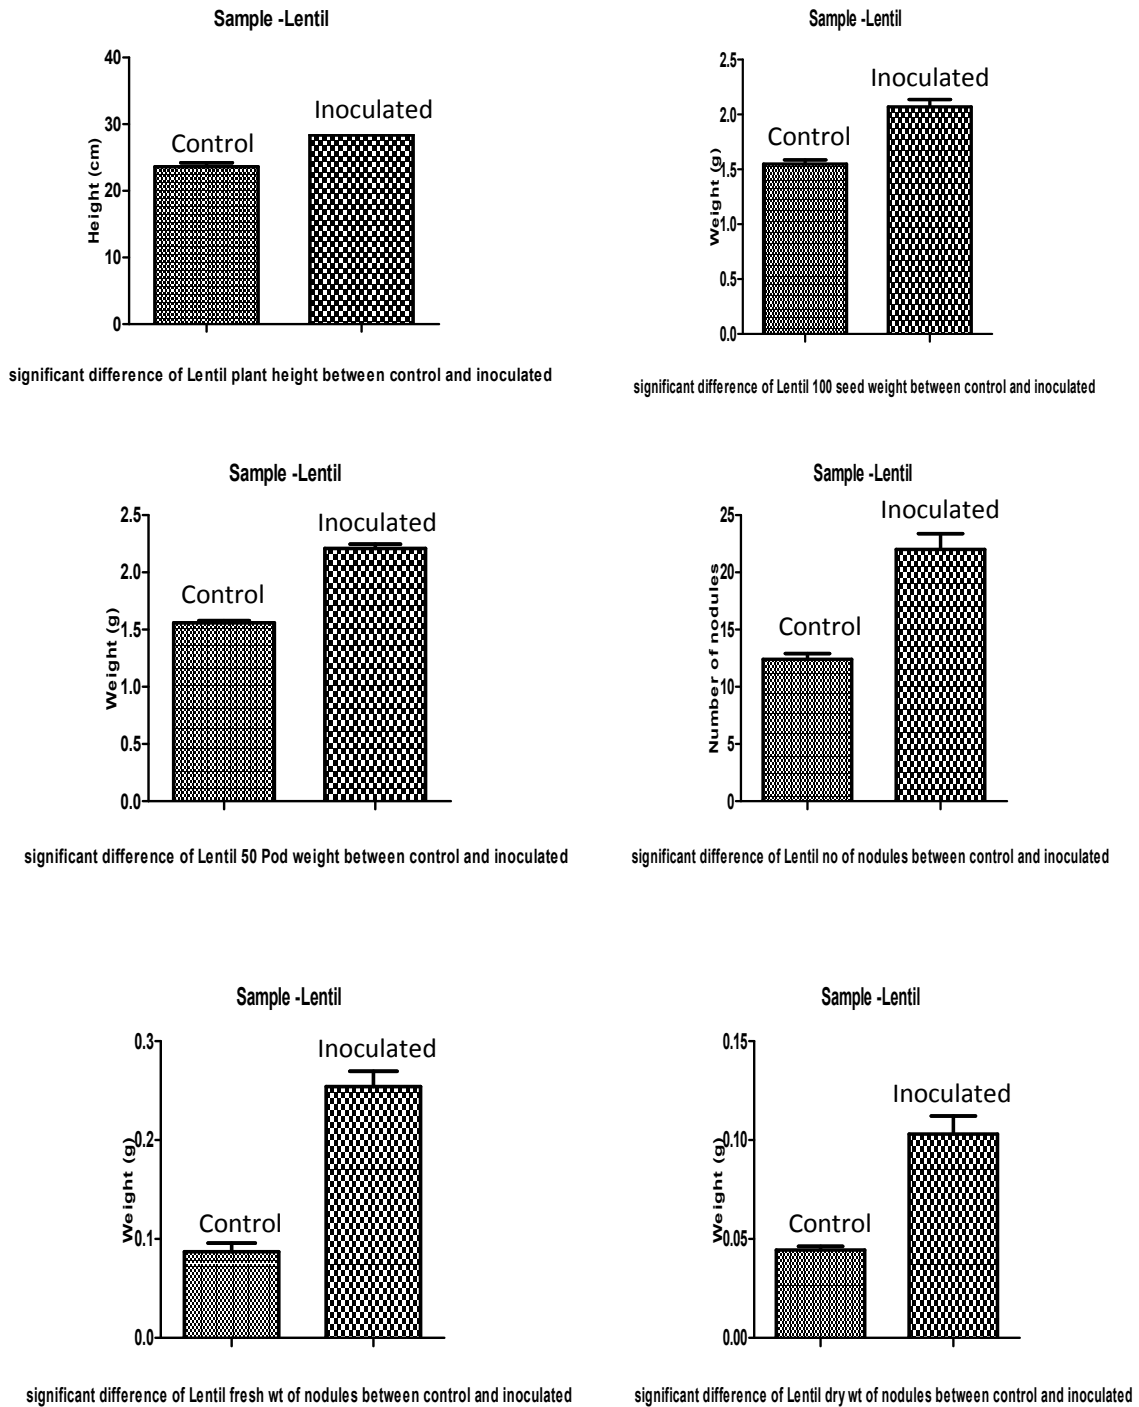 Sample -Lentil
40
30
20
10
0
Height (cm)
Control
Inoculated
significant difference of Lentil plant height between control and inoculated
Sample -Lentil
2.5
2.0
1.5
1.0
0.5
0.0
Weight (g)
Control
Inoculated
significant difference of Lentil 100 seed weight between control and inoculated
Sample -Lentil
2.5
2.0
1.5
1.0
0.5
0.0
Weight (g)
Control
Inoculated
significant difference of Lentil 50 Pod weight between control and inoculated
Sample -Lentil
25
20
15
10
5
0
Number of nodules
Control
Inoculated
significant difference of Lentil no of nodules between control and inoculated
Sample -Lentil
0.3
0.2
0.1
0.0
Weight (g)
Control
Inoculated
significant difference of Lentil fresh wt of nodules between control and inoculated
Sample -Lentil
0.15
0.10
0.05
0.00
Weight (g)
Control
Inoculated
significant difference of Lentil dry wt of nodules between control and inoculated